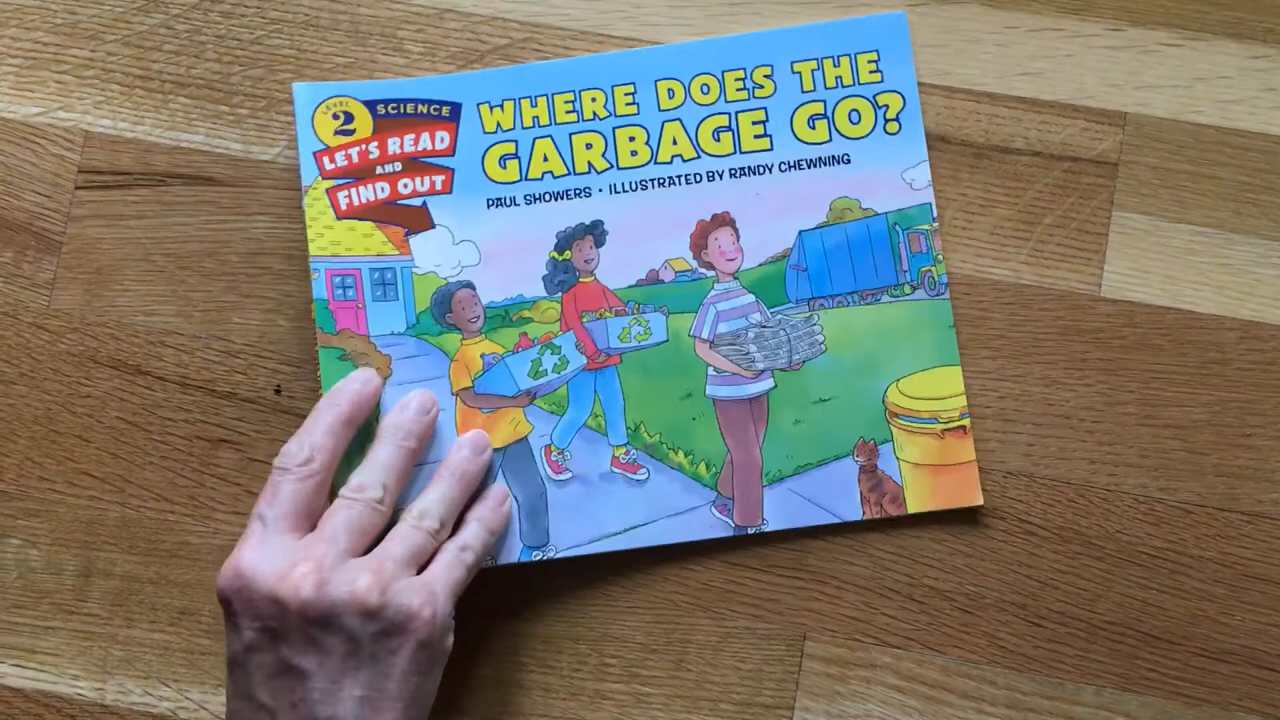 LEVEL
2
SCIENCE
LET'S READ
AND
FIND OUT
WHERE DOES THE
GARBAGE GO?
PAUL SHOWERS • ILLUSTRATED BY RANDY CHEWNING